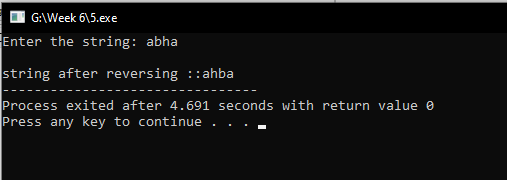 G:\Week 6\5.exe
Enter the string: abha
string after reversing ::ahba
--------------------------------
Process exited after 4.691 seconds with return value 0
Press any key to continue . . .